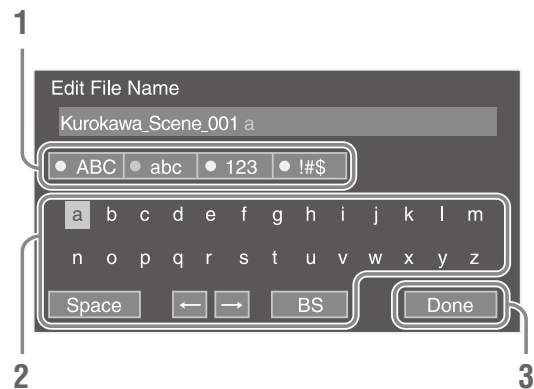 1
Edit File Name
Kurokawa_Scene_001 a
ABC abc 123 !#$
a b c d e f g h i j k l m
n o p q r s t u v w x y z
Space ← → BS Done
2 3